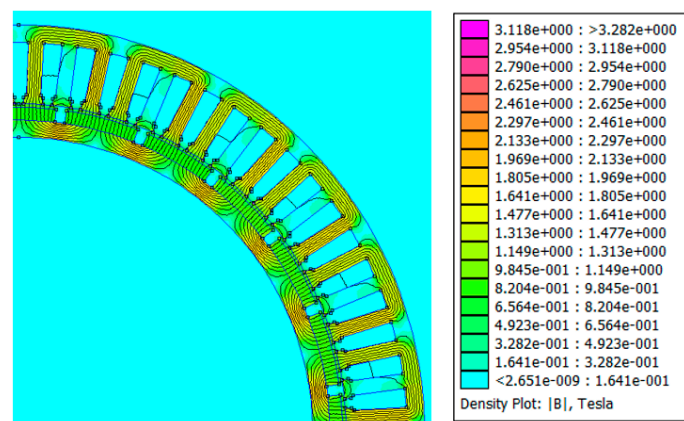 3.118e+000 : >3.282e+000
2.954e+000 : 3.118e+000
2.790e+000 : 2.954e+000
2.625e+000 : 2.790e+000
2.461e+000 : 2.625e+000
2.297e+000 : 2.461e+000
2.133e+000 : 2.297e+000
1.969e+000 : 2.133e+000
1.805e+000 : 1.969e+000
1.641e+000 : 1.805e+000
1.477e+000 : 1.641e+000
1.313e+000 : 1.477e+000
1.149e+000 : 1.313e+000
9.845e-001 : 1.149e+000
8.204e-001 : 9.845e-001
6.564e-001 : 8.204e-001
4.923e-001 : 6.564e-001
3.282e-001 : 4.923e-001
1.641e-001 : 3.282e-001
<2.651e-009 : 1.641e-001
Density Plot: |B|, Tesla